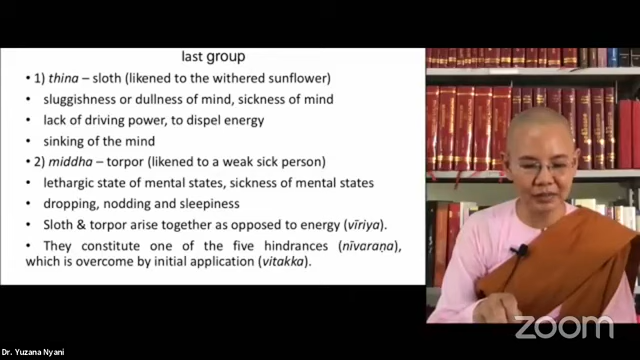 last group
• 1) thina – sloth (likened to the withered sunflower)
• sluggishness or dullness of mind, sickness of mind
• lack of driving power, to dispel energy
• sinking of the mind
• 2) middha – torpor (likened to a weak sick person)
• lethargic state of mental states, sickness of mental states
• dropping, nodding and sleepiness
• Sloth & torpor arise together as opposed to energy (vīriya).
• They constitute one of the five hindrances (nīvaraṇa),
which is overcome by initial application (vitakka).
zoom
Dr. Yuzana Nyani